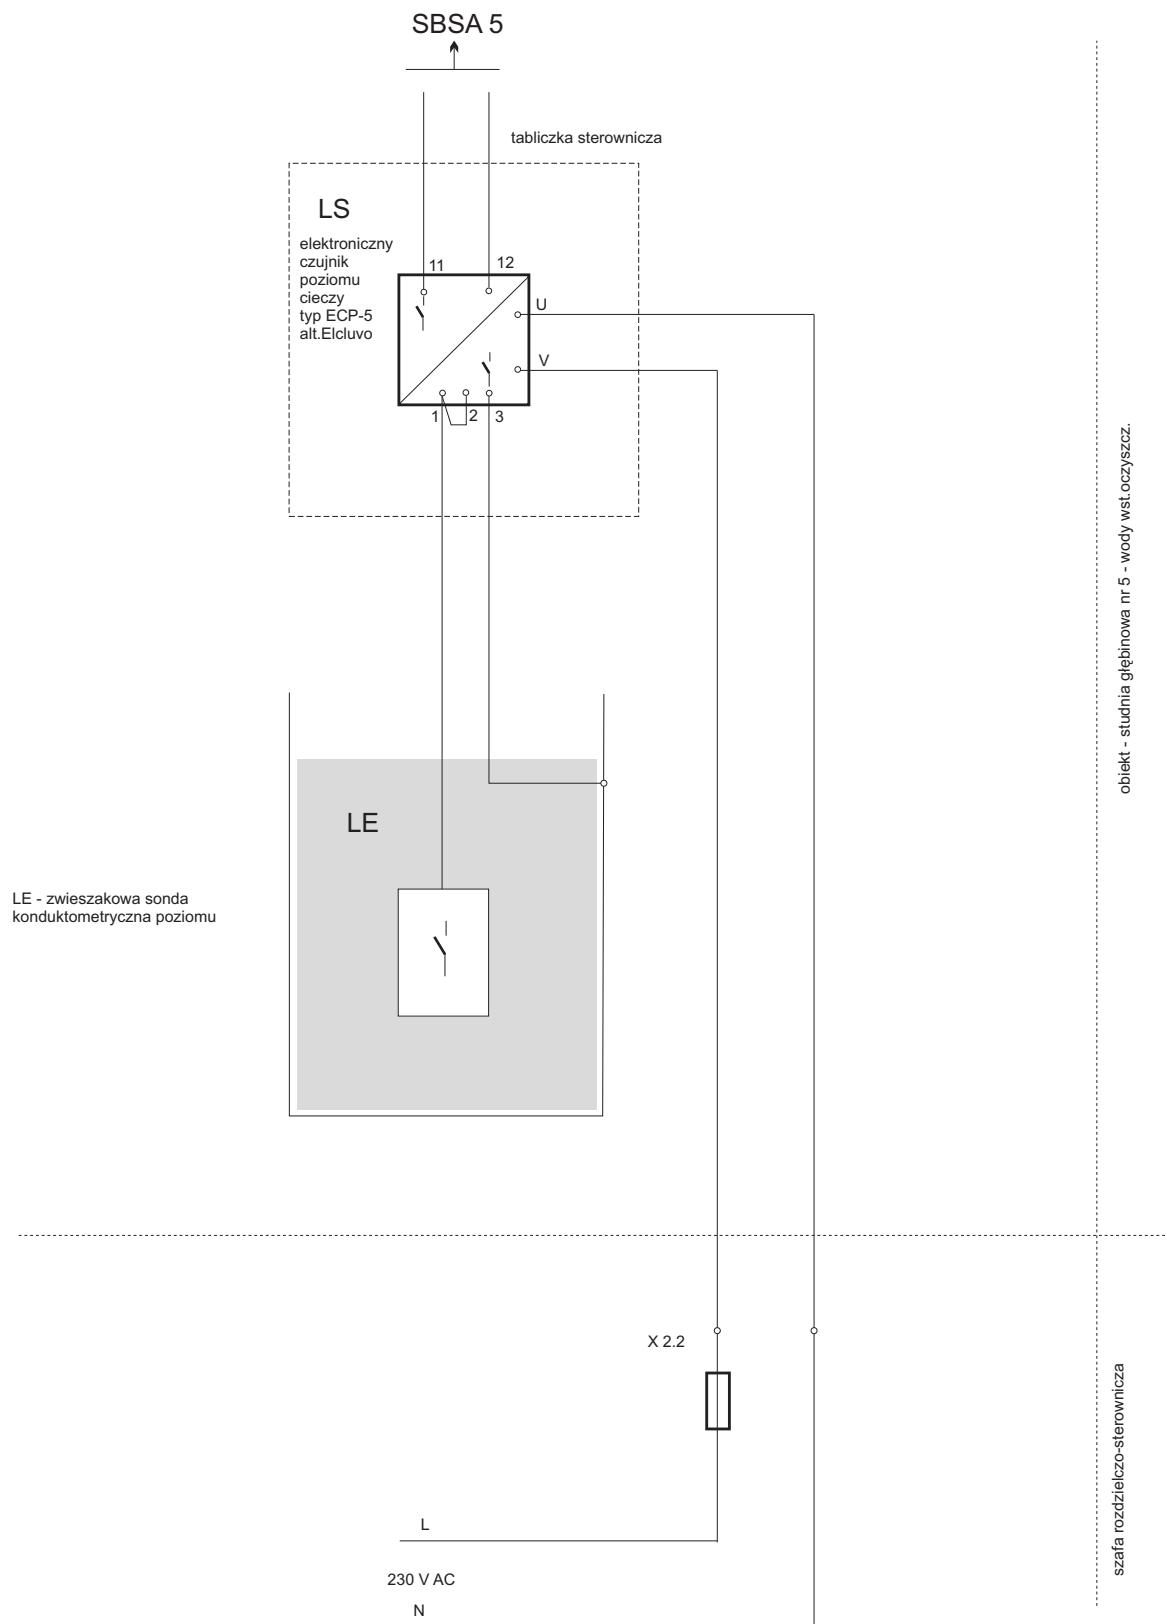 SBSA 5
tabliczka sterownicza
LS
elektroniczny
czujnik
poziomu
cieczy
typ ECP-5
alt.Elcluvo
11
12
U
V
1
2
3
LE
LE - zwieszakowa sonda
konduktometryczna poziomu
obiekt - studnia głębinowa nr 5 - wody wst.oczyszcz.
X 2.2
szafa rozdzielczo-sterownicza
L
230 V AC
N